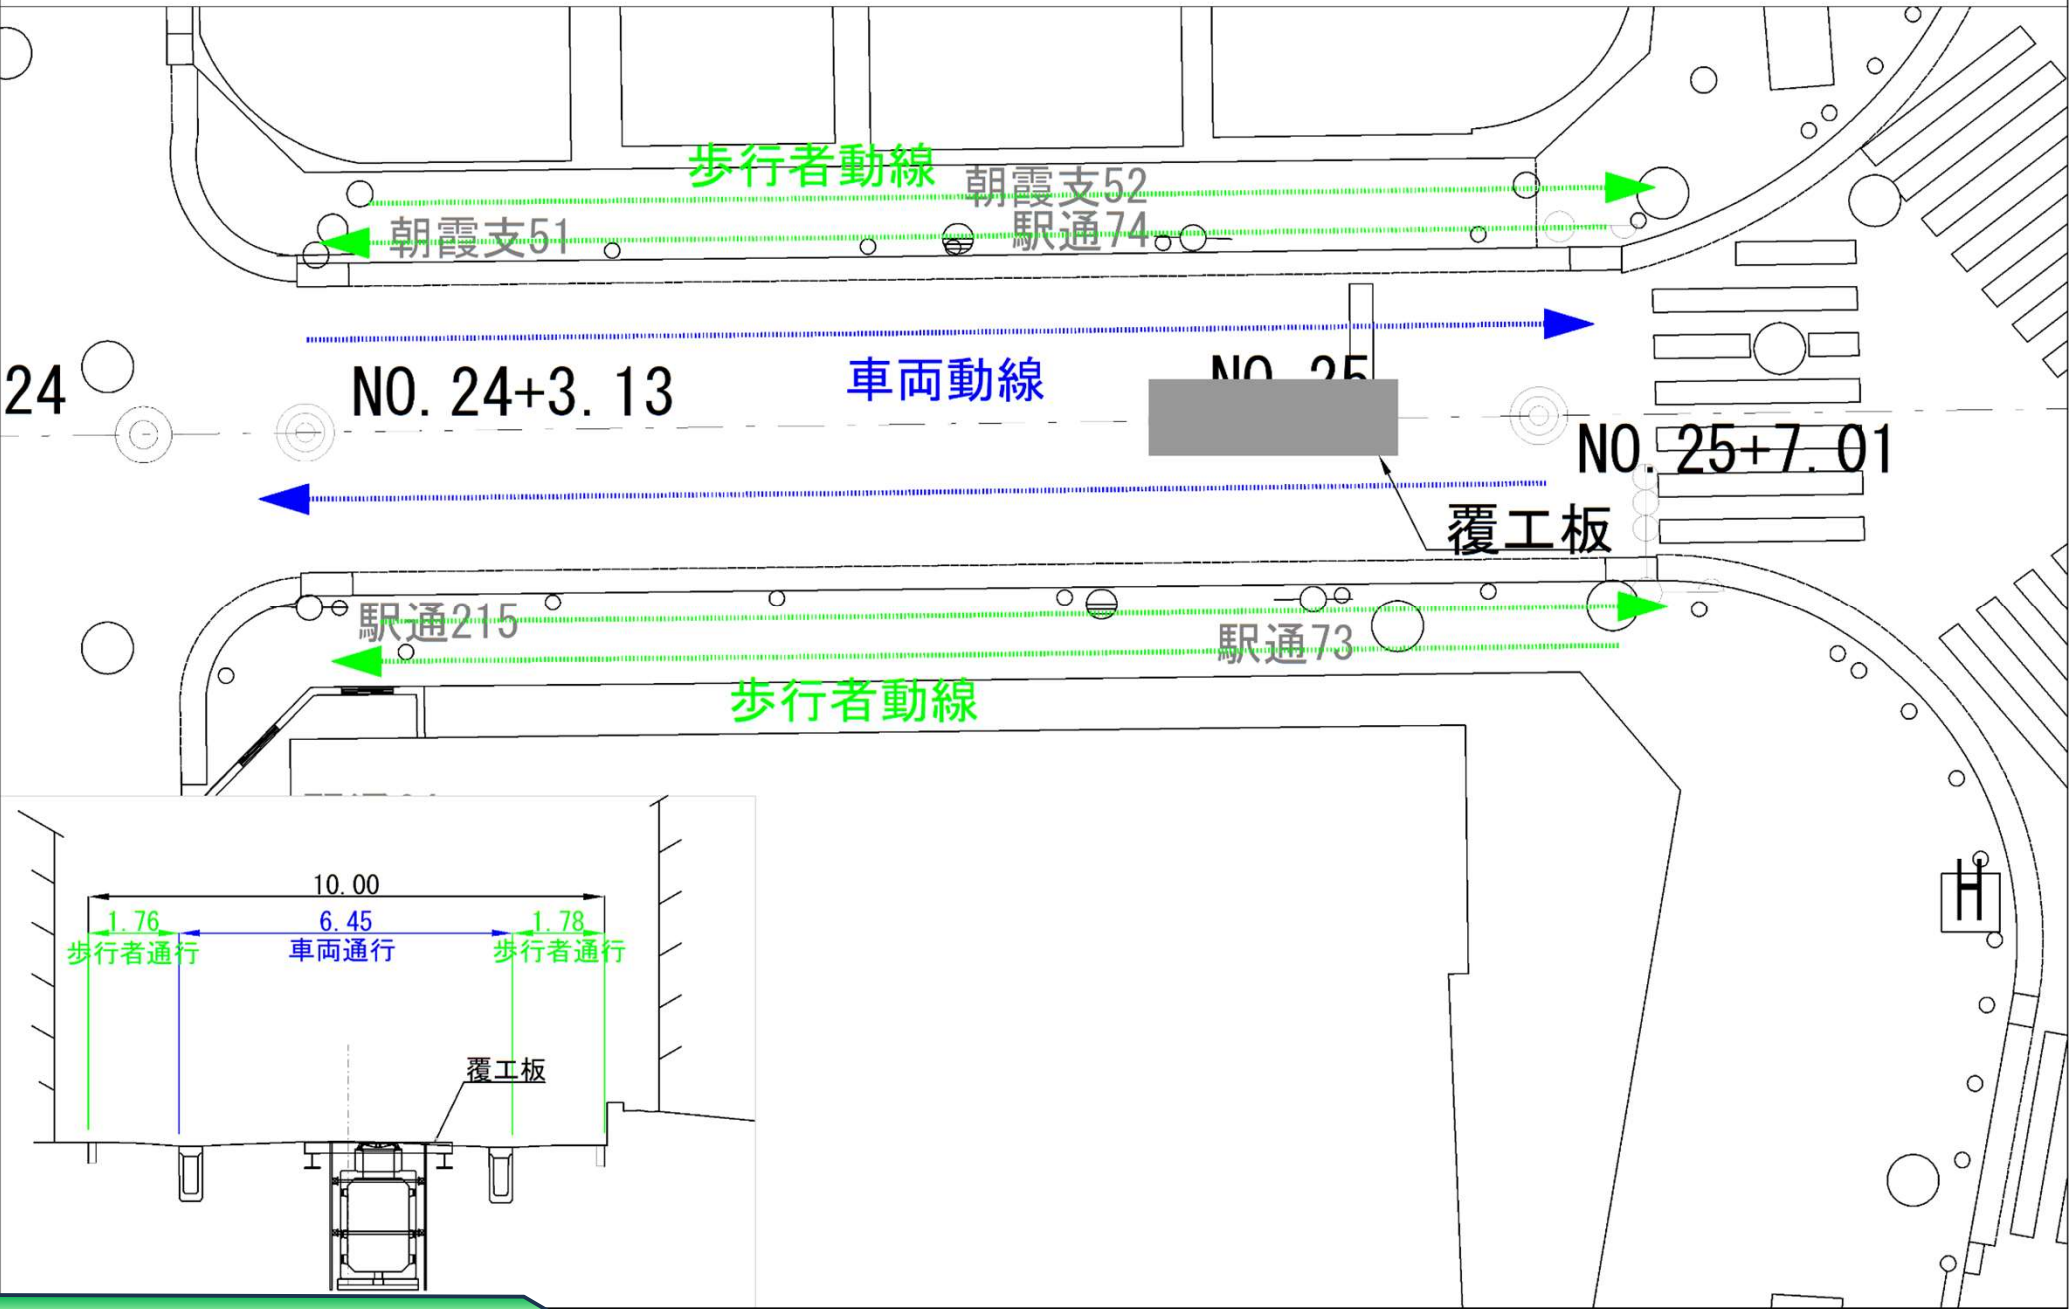 歩行者動線
朝霞支52
朝霞支51
駅通74
24
NO. 24+3.13
車両動線
NO. 25
NO. 25+7.01
覆工板
駅通215
駅通73
歩行者動線
H
10.00
1.76
6.45
1.78
歩行者通行
車両通行
歩行者通行
覆工板